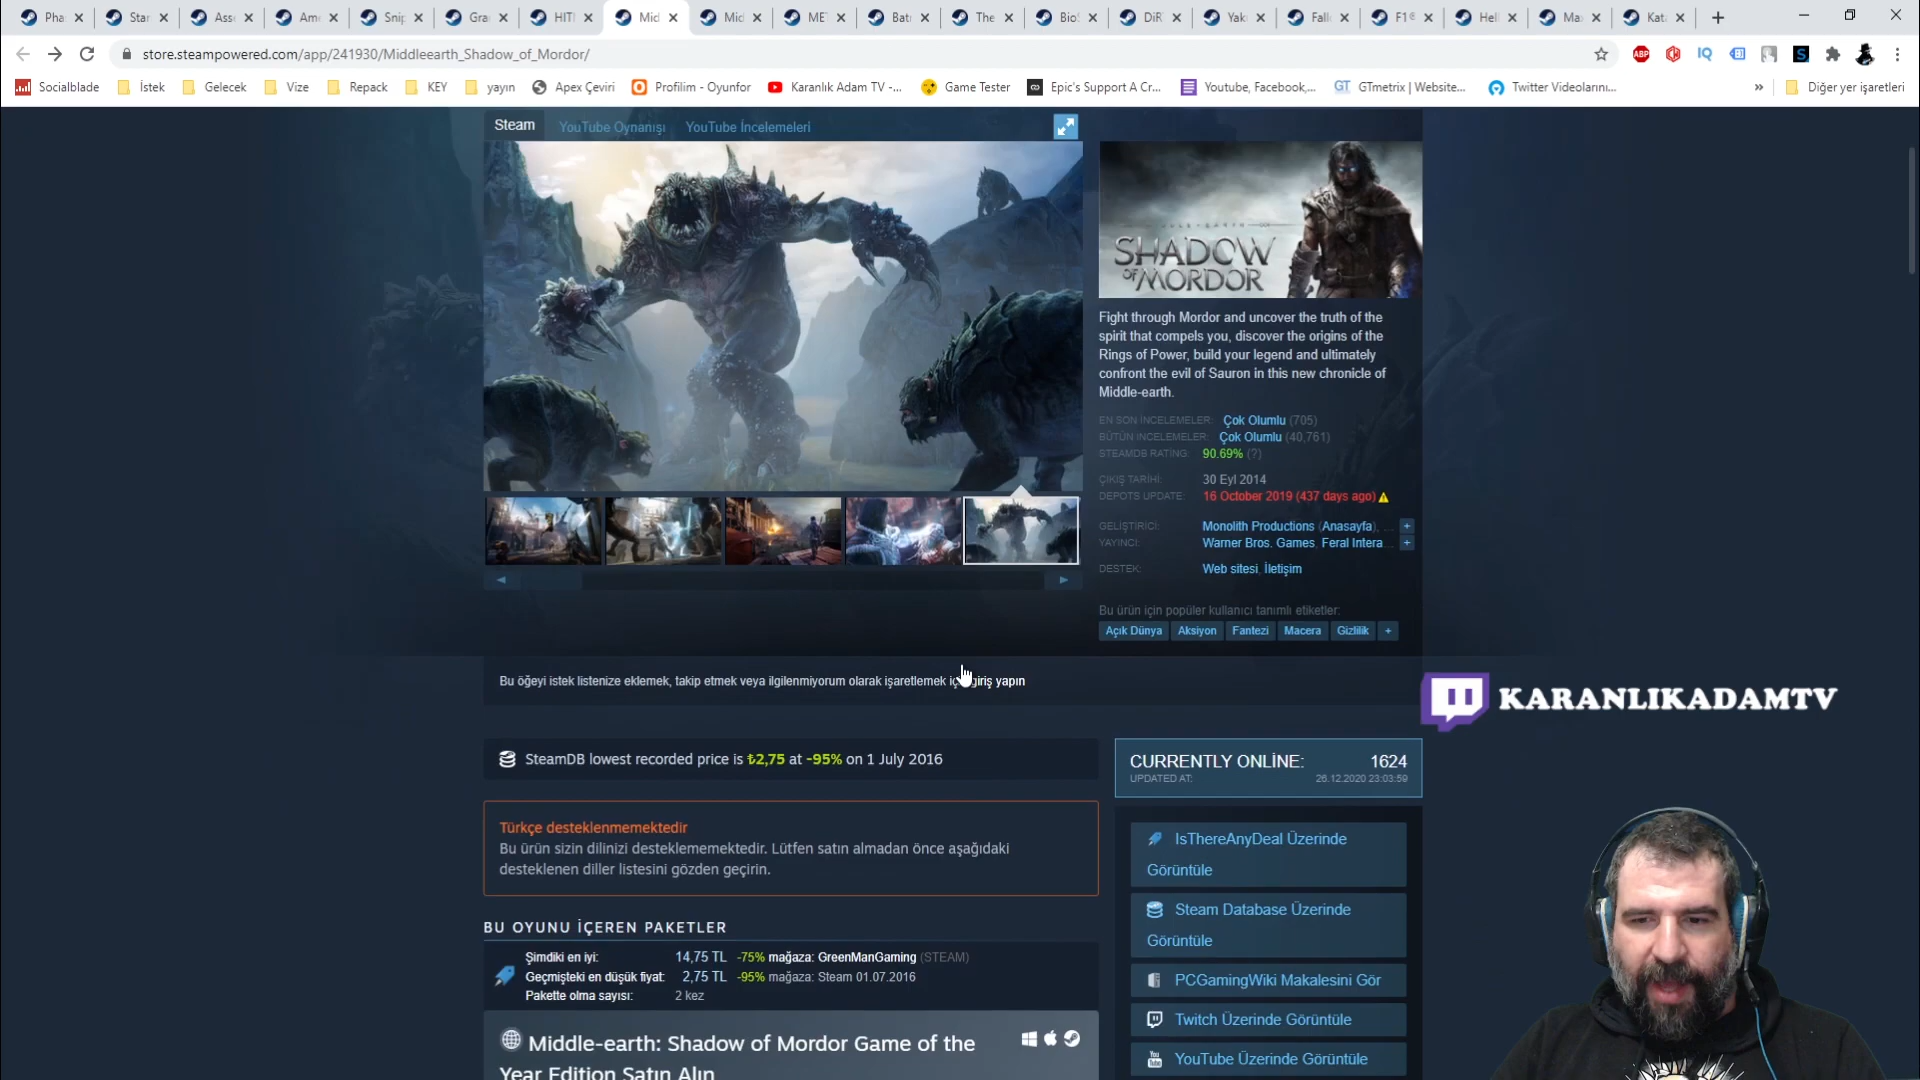 Pha
Star
Ass
Am
Snip
Gra
HIT
Mid
Mid
ME
Bat
The
Bio
DiR
Yak
Fall
F1®
Hell
Ma
Kat
store.steampowered.com/app/241930/Middleearth_Shadow_of_Mordor/
ABP
IQ
S
Socialblade
İstek
Gelecek
Vize
Repack
KEY
yayın
Apex Çeviri
Profilim - Oyunfor
Karanlık Adam TV -...
Game Tester
Epic's Support A Cr...
Youtube, Facebook,...
GT GTmetrix | Website...
Twitter Videolarını...
»
Diğer yer işaretleri
Steam
YouTube Oynanışı
YouTube İncelemeleri
SHADOW
OF MORDOR
Fight through Mordor and uncover the truth of the
spirit that compels you, discover the origins of the
Rings of Power, build your legend and ultimately
confront the evil of Sauron in this new chronicle of
Middle-earth.
EN SON İNCELEMELER: Çok Olumlu (705)
BÜTÜN İNCELEMELER: Çok Olumlu (40,761)
STEAMDB RATING: 90.69% (?)
ÇIKIŞ TARİHİ: 30 Eyl 2014
DEPOTS UPDATE: 16 October 2019 (437 days ago)
GELİŞTİRİCİ: Monolith Productions (Anasayfa), ... +
YAYINCI: Warner Bros. Games, Feral Intera... +
DESTEK: Web sitesi, İletişim
Bu ürün için popüler kullanıcı tanımlı etiketler:
Açık Dünya Aksiyon Fantezi Macera Gizlilik +
Bu öğeyi istek listenize eklemek, takip etmek veya ilgilenmiyorum olarak işaretlemek giriş yapın
KARANLIKADAMTV
SteamDB lowest recorded price is ₺2,75 at -95% on 1 July 2016
CURRENTLY ONLİNE: 1624
UPDATED AT: 26.12.2020 23:03:59
Türkçe desteklenmemektedir
Bu ürün sizin dilinizi desteklememektedir. Lütfen satın almadan önce aşağıdaki
desteklenen diller listesini gözden geçirin.
IsThereAnyDeal Üzerinde
Görüntüle
Steam Database Üzerinde
Görüntüle
PCGamingWiki Makalesini Gör
Twitch Üzerinde Görüntüle
You Tube
YouTube Üzerinde Görüntüle
BU OYUNU İÇEREN PAKETLER
Şimdiki en iyi: 14,75 TL -75% mağaza: GreenManGaming (STEAM)
Geçmişteki en düşük fiyat: 2,75 TL -95% mağaza: Steam 01.07.2016
Pakette olma sayısı: 2 kez
Middle-earth: Shadow of Mordor Game of the
Year Edition Satın Alın